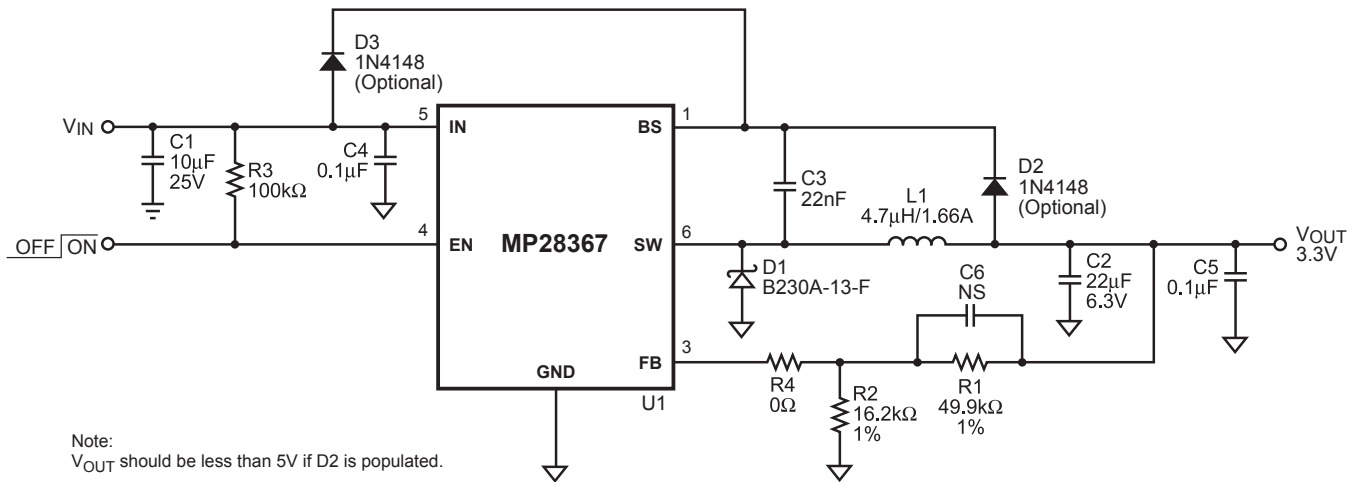 D3
1N4148
(Optional)
VIN
C1
10µF
25V
R3
100kΩ
C4
0.1µF
5
IN
BS
1
C3
22nF
D2
1N4148
(Optional)
L1
4.7µH/1.66A
OFF ON
4
EN
MP28367
SW
6
D1
B230A-13-F
C6
NS
C2
22µF
6.3V
C5
0.1µF
VOUT
3.3V
GND
FB
3
U1
R4
0Ω
R2
16.2kΩ
1%
R1
49.9kΩ
1%
Note:
VOUT should be less than 5V if D2 is populated.